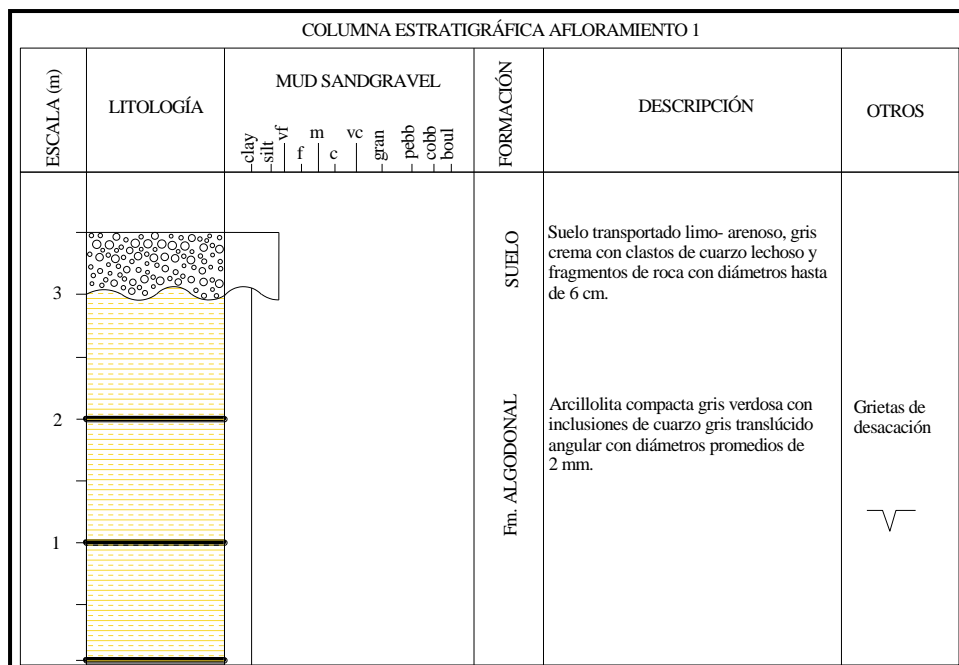 COLUMNA ESTRATIGRÁFICA AFLORAMIENTO 1
ESCALA (m)
LITOLOGÍA
MUD SANDGRAVEL
clay
silt
vf
f
m
c
vc
gran
pebb
cobb
boul
FORMACIÓN
DESCRIPCIÓN
OTROS
SUELO
Suelo transportado limo- arenoso, gris
crema con clastos de cuarzo lechoso y
fragmentos de roca con diámetros hasta
de 6 cm.
3
2
1
Fm. ALGODONAL
Arcillolita compacta gris verdosa con
inclusiones de cuarzo gris translúcido
angular con diámetros promedios de
2 mm.
Grietas de
desacación